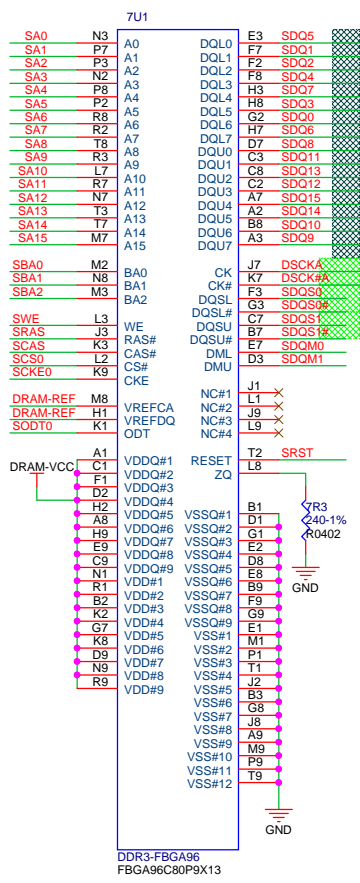 7U1
SA0 N3 A0 DQL0 E3 SDQ5
SA1 P7 A1 DQL1 F7 SDQ1
SA2 P3 A2 DQL2 F2 SDQ2
SA3 N2 A3 DQL3 F8 SDQ4
SA4 P8 A4 DQL4 H3 SDQ7
SA5 P2 A5 DQL5 H8 SDQ3
SA6 R8 A6 DQL6 G2 SDQ0
SA7 R2 A7 DQL7 H7 SDQ6
SA8 T8 A8 DQU0 D7 SDQ8
SA9 R3 A9 DQU1 C3 SDQ11
SA10 L7 A10 DQU2 C8 SDQ13
SA11 R7 A11 DQU3 C2 SDQ12
SA12 N7 A12 DQU4 A7 SDQ15
SA13 T3 A13 DQU5 A2 SDQ14
SA14 T7 A14 DQU6 B8 SDQ10
SA15 M7 A15 DQU7 A3 SDQ9
SBA0 M2 BA0 CK J7 DSCKA
SBA1 N8 BA1 CK# K7 DSCK#A
SBA2 M3 BA2 DQSL F3 SDQS0
DQSL# G3 SDQS0#
SWE L3 WE DQSU C7 SDQS1
SRAS J3 RAS# DQSU# B7 SDQS1#
SCAS K3 CAS# DML E7 SDQM0
SCS0 L2 CS# DMU D3 SDQM1
SCKE0 K9 CKE
NC#1 J1
DRAM-REF M8 VREFCA NC#2 L1
DRAM-REF H1 VREFDQ NC#3 J9
SODT0 K1 ODT NC#4 L9
A1 VDDQ#1 RESET T2 SRST
DRAM-VCC C1 VDDQ#2 ZQ L8
F1 VDDQ#3
D2 VDDQ#4
H2 VDDQ#5 VSSQ#1 B1 7R3
A8 VDDQ#6 VSSQ#2 D1 240-1%
H9 VDDQ#7 VSSQ#3 G1 R0402
E9 VDDQ#8 VSSQ#4 E2
C9 VDDQ#9 VSSQ#5 D8
N1 VDD#1 VSSQ#6 E8 GND
R1 VDD#2 VSSQ#7 B9
B2 VDD#3 VSSQ#8 F9
K2 VDD#4 VSSQ#9 G9
G7 VDD#5 VSS#1 E1
K8 VDD#6 VSS#2 M1
D9 VDD#7 VSS#3 P1
N9 VDD#8 VSS#4 T1
R9 VDD#9 VSS#5 J2
VSS#6 B3
VSS#7 G8
VSS#8 J8
VSS#9 A9
VSS#10 M9
VSS#11 P9
VSS#12 T9
GND
DDR3-FBGA96
FBGA96C80P9X13